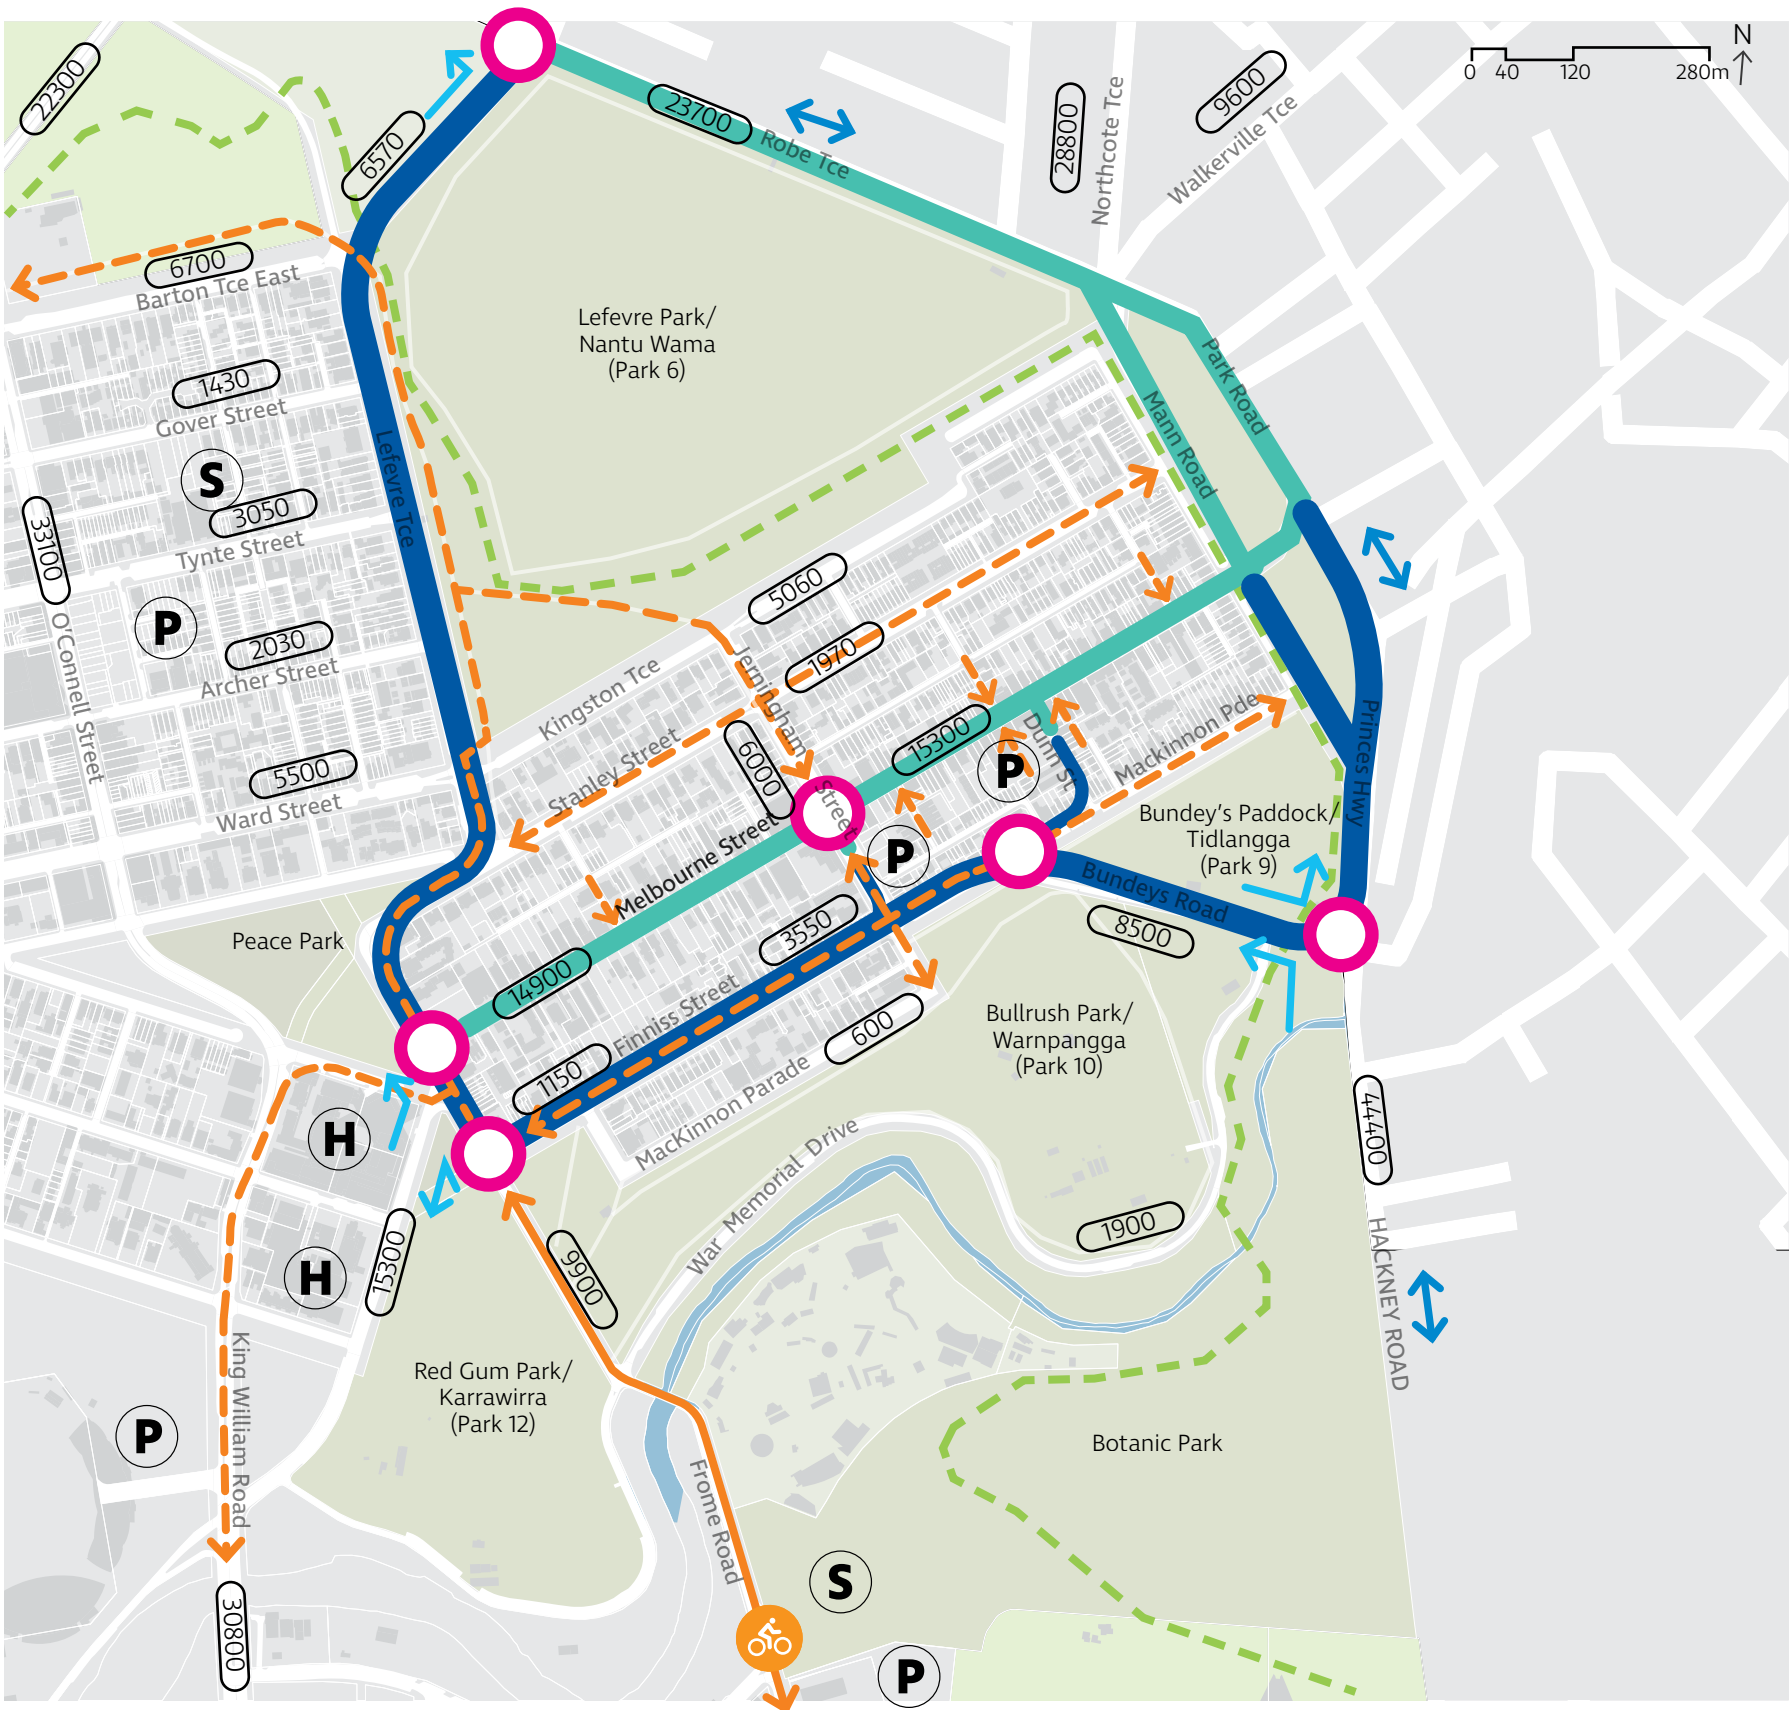 N
0 40 120 280m
22300
6570
23700
Robe Tce
28800
Northcote Tce
9600
Walkerville Tce
6700
Barton Tce East
Lefevre Park/
Nantu Wama
(Park 6)
1430
Gover Street
Park Road
Mann Road
Lefevre Tce
S
3050
Tynte Street
33100
O'Connell Street
P
2030
Archer Street
5060
1970
Kingston Tce
Jerningham
Street
5500
Ward Street
Stanley Street
6000
15300
P
Dunn St
Mackinnon Pde
Princes Hwy
Bundey's Paddock/
Tidlangga
(Park 9)
Melbourne Street
P
Bundeys Road
8500
3550
Peace Park
14900
Finniss Street
Bullrush Park/
Warnpangga
(Park 10)
600
1150
MacKinnon Parade
44400
H
War Memorial Drive
1900
H
15300
9900
HACKNEY ROAD
King William Road
Red Gum Park/
Karrawirra
(Park 12)
P
Botanic Park
Frome Road
S
30800
P